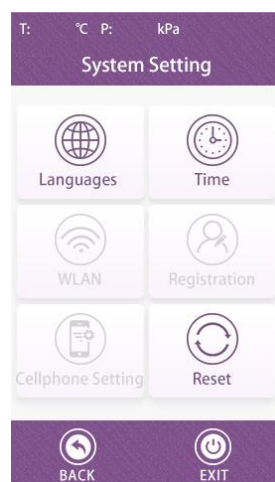 T: ℃ P: kPa
System Setting
Languages Time
WLAN Registration
Cellphone Setting Reset
BACK EXIT